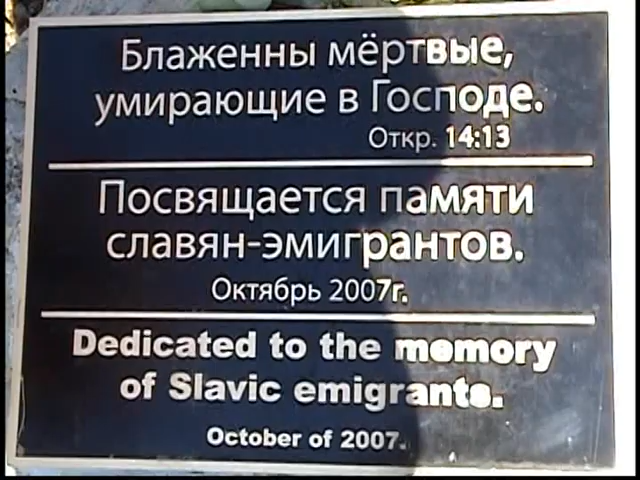 Блаженны мёртвые,
умирающие в Господе.
Откр. 14:13
Посвящается памяти
славян-эмигрантов.
Октябрь 2007г.
Dedicated to the memory
of Slavic emigrants.
October of 2007.